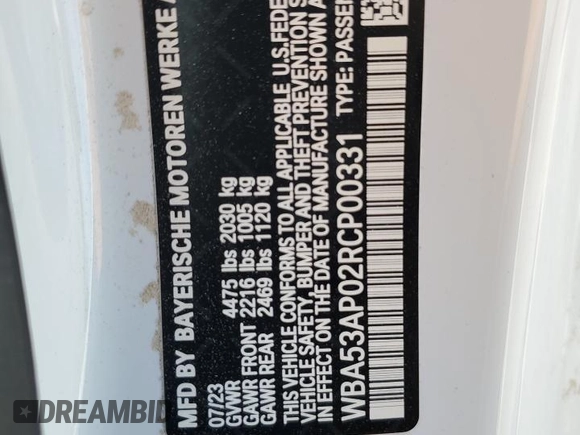 MFD BY BAYERISCHE MOTOREN WERKE
07/23
GVWR 4475 lbs 2030 kg
GAWR FRONT 2216 lbs 1005 kg
GAWR REAR 2469 lbs 1120 kg
THIS VEHICLE CONFORMS TO ALL APPLICABLE U.S. FEDE
VEHICLE SAFETY, BUMPER AND THEFT PREVENTION S
IN EFFECT ON THE DATE OF MANUFACTURE SHOWN A
WBA53AP02RCP00331 TYPE: PASSEN
DREAMBID